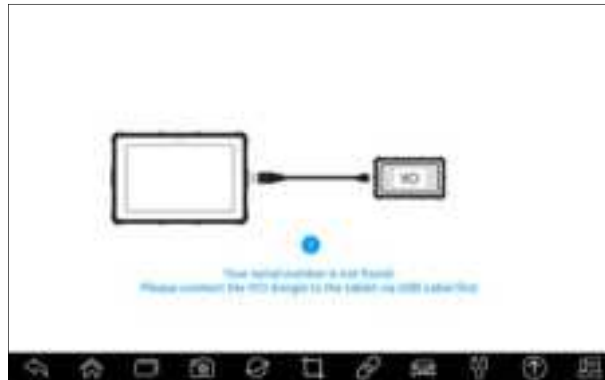 VCI
Your serial number is not found
Please connect the VCI dongle to the tablet via USB cable first